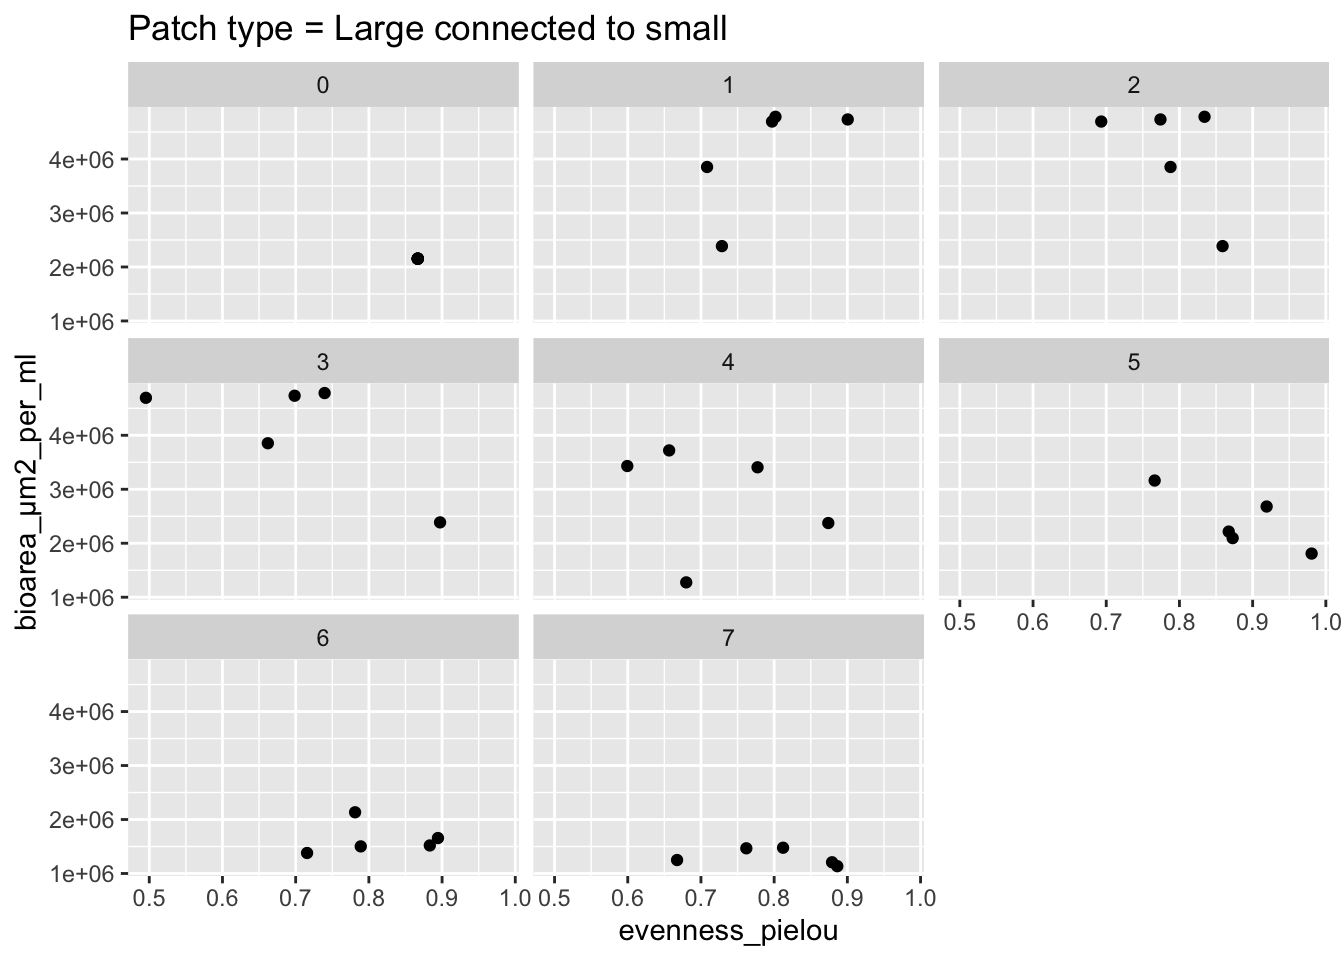 Patch type = Large connected to small
0 1 2
4e+06
3e+06
2e+06
1e+06
3 4 5
4e+06
3e+06
2e+06
1e+06
0.5 0.6 0.7 0.8 0.9 1.0
6 7
4e+06
3e+06
2e+06
1e+06
0.5 0.6 0.7 0.8 0.9 1.0 0.5 0.6 0.7 0.8 0.9 1.0
evenness_pielou
bioarea_µm2_per_ml